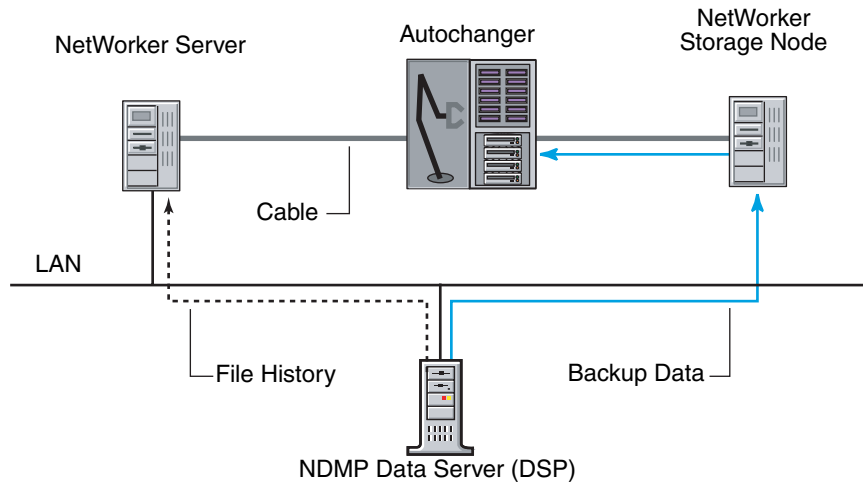 NetWorker Server
Autochanger
NetWorker
Storage Node
Cable
LAN
File History
Backup Data
NDMP Data Server (DSP)